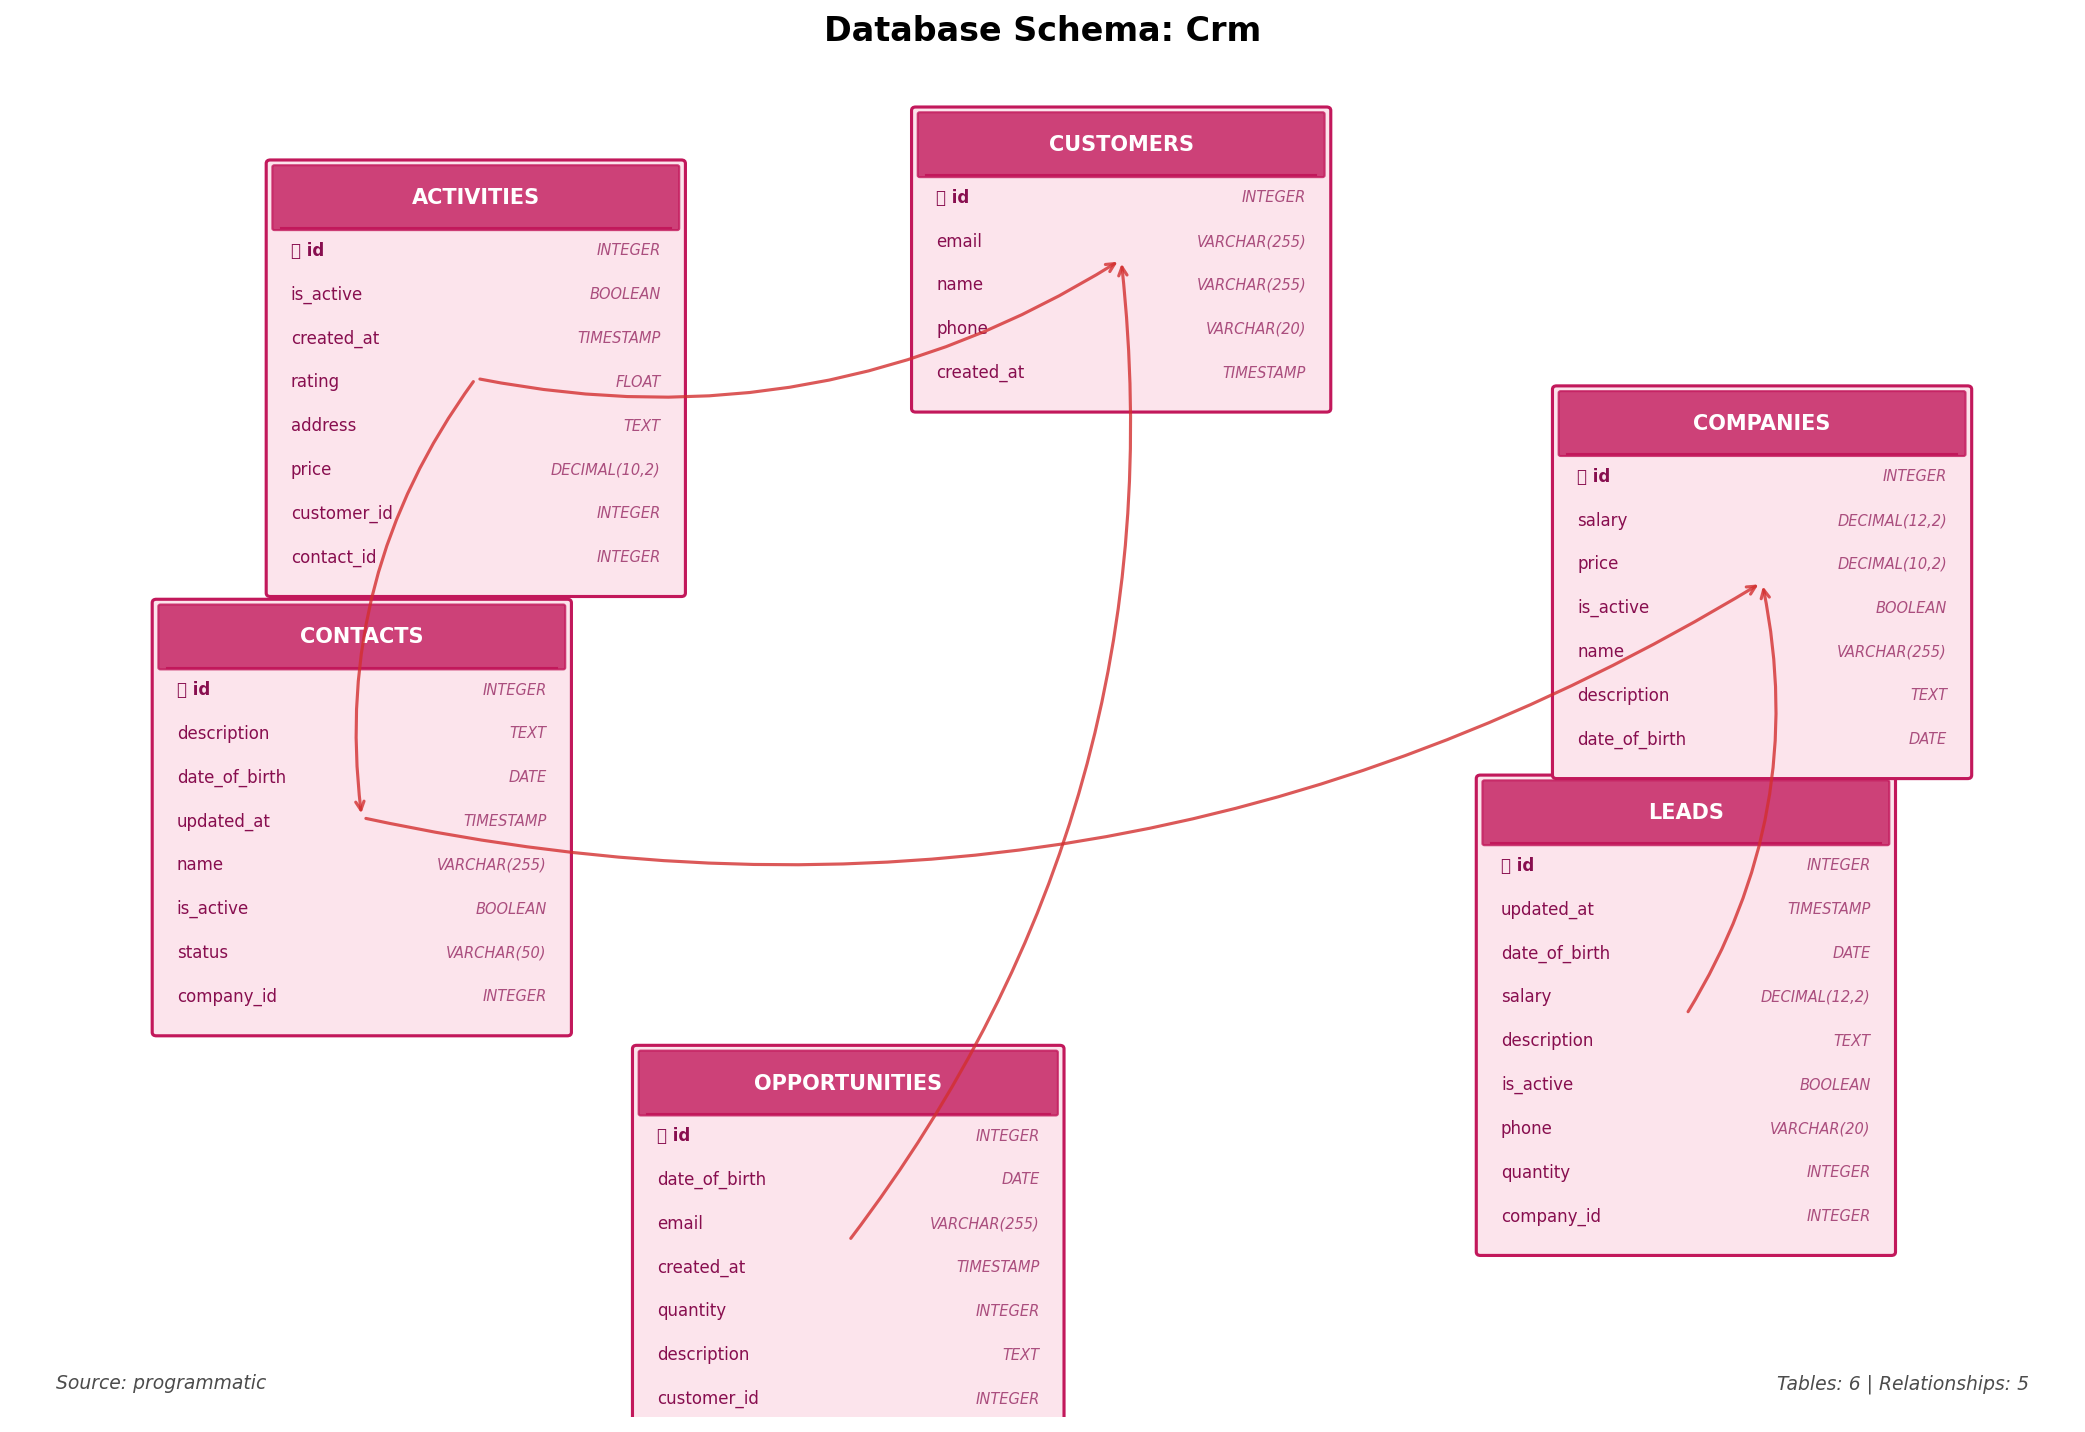 Database Schema: Crm
ACTIVITIES
id INTEGER
is_active BOOLEAN
created_at TIMESTAMP
rating FLOAT
address TEXT
price DECIMAL(10,2)
customer_id INTEGER
contact_id INTEGER
CUSTOMERS
id INTEGER
email VARCHAR(255)
name VARCHAR(255)
phone VARCHAR(20)
created_at TIMESTAMP
COMPANIES
id INTEGER
salary DECIMAL(12,2)
price DECIMAL(10,2)
is_active BOOLEAN
name VARCHAR(255)
description TEXT
date_of_birth DATE
CONTACTS
id INTEGER
description TEXT
date_of_birth DATE
updated_at TIMESTAMP
name VARCHAR(255)
is_active BOOLEAN
status VARCHAR(50)
company_id INTEGER
LEADS
id INTEGER
updated_at TIMESTAMP
date_of_birth DATE
salary DECIMAL(12,2)
description TEXT
is_active BOOLEAN
phone VARCHAR(20)
quantity INTEGER
company_id INTEGER
OPPORTUNITIES
id INTEGER
date_of_birth DATE
email VARCHAR(255)
created_at TIMESTAMP
quantity INTEGER
description TEXT
customer_id INTEGER
Source: programmatic
Tables: 6 | Relationships: 5